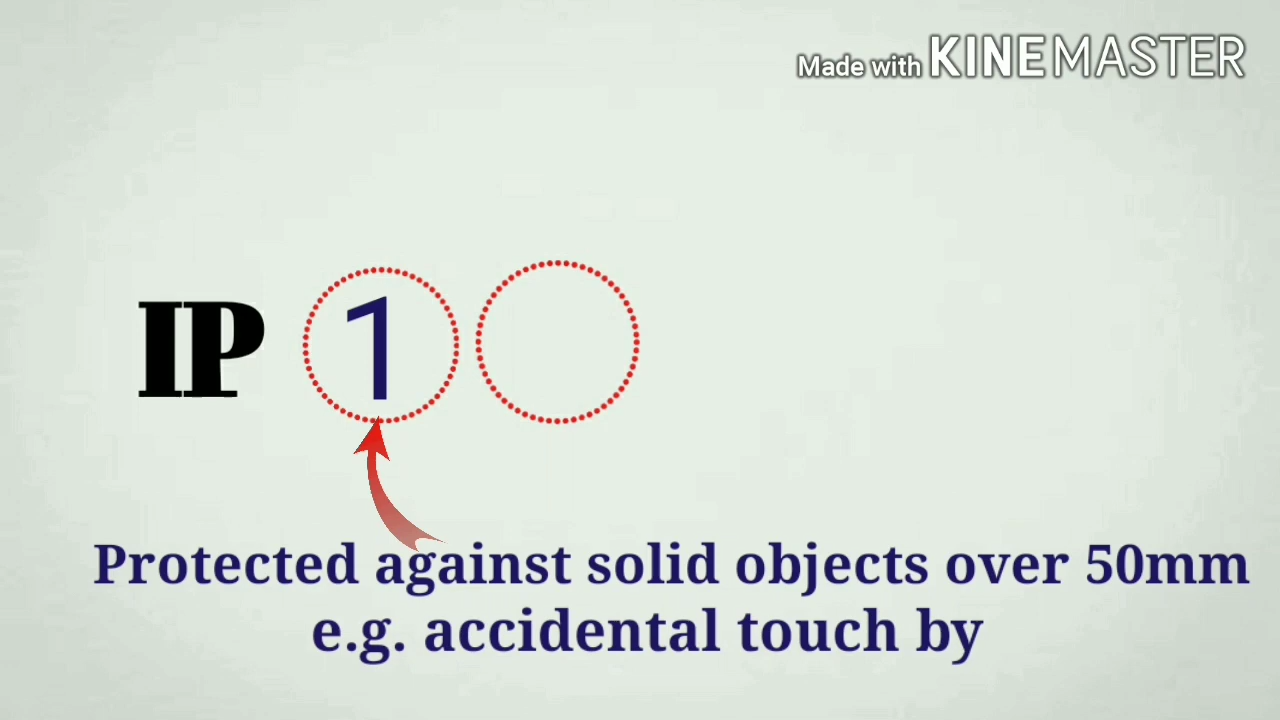 Made with KINEMASTER
IP 1
Protected against solid objects over 50mm
e.g. accidental touch by